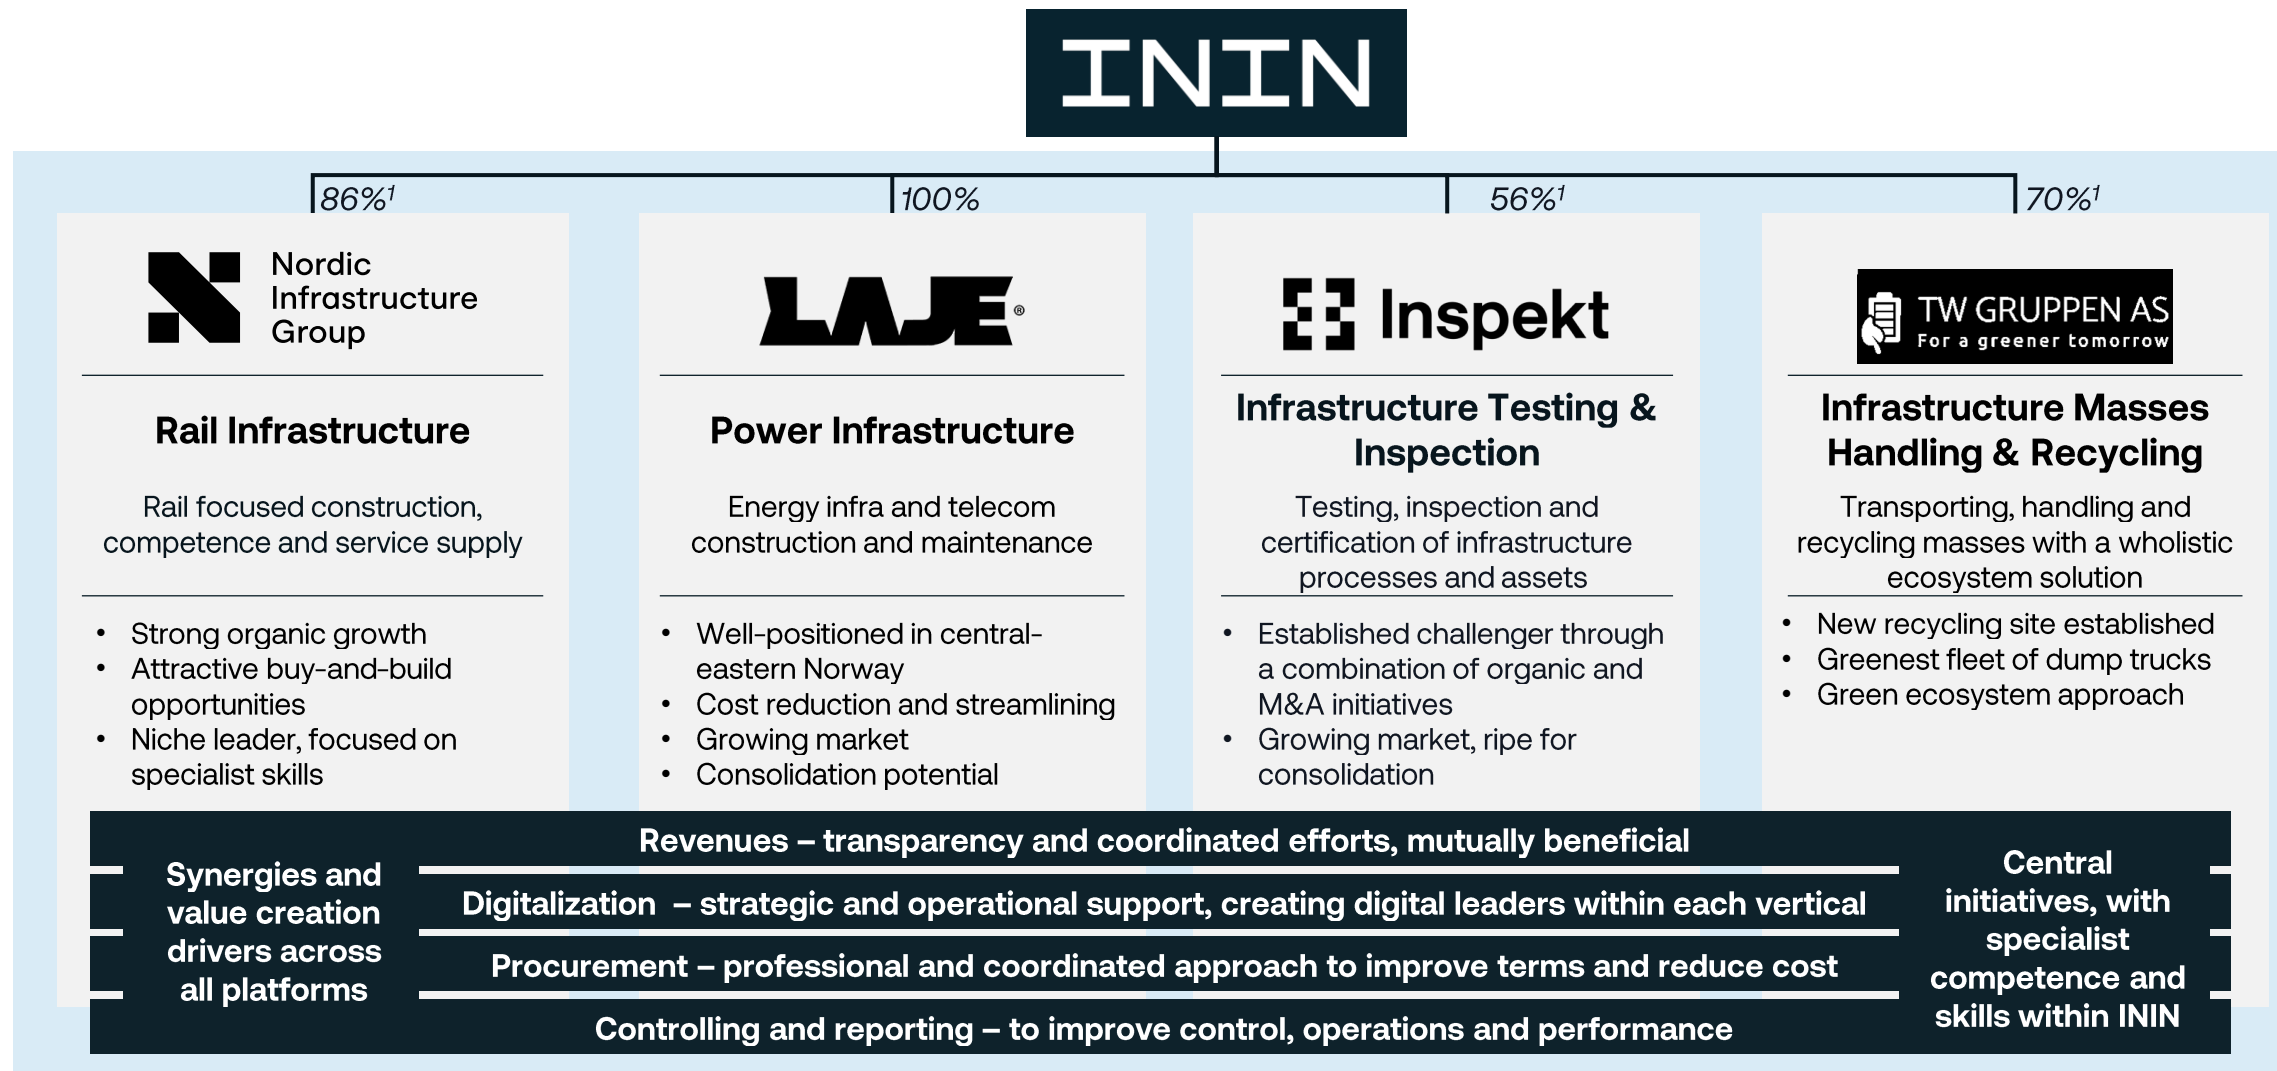 ININ
86%¹
100%
56%¹
70%¹
Nordic
Infrastructure
Group
Rail Infrastructure
Rail focused construction,
competence and service supply
• Strong organic growth
• Attractive buy-and-build
opportunities
• Niche leader, focused on
specialist skills
LAJE®
Power Infrastructure
Energy infra and telecom
construction and maintenance
• Well-positioned in central-
eastern Norway
• Cost reduction and streamlining
• Growing market
• Consolidation potential
Inspekt
Infrastructure Testing &
Inspection
Testing, inspection and
certification of infrastructure
processes and assets
• Established challenger through
a combination of organic and
M&A initiatives
• Growing market, ripe for
consolidation
TW GRUPPEN AS
For a greener tomorrow
Infrastructure Masses
Handling & Recycling
Transporting, handling and
recycling masses with a wholistic
ecosystem solution
• New recycling site established
• Greenest fleet of dump trucks
• Green ecosystem approach
Synergies and
value creation
drivers across
all platforms
Revenues – transparency and coordinated efforts, mutually beneficial
Digitalization – strategic and operational support, creating digital leaders within each vertical
Procurement – professional and coordinated approach to improve terms and reduce cost
Controlling and reporting – to improve control, operations and performance
Central
initiatives, with
specialist
competence and
skills within ININ